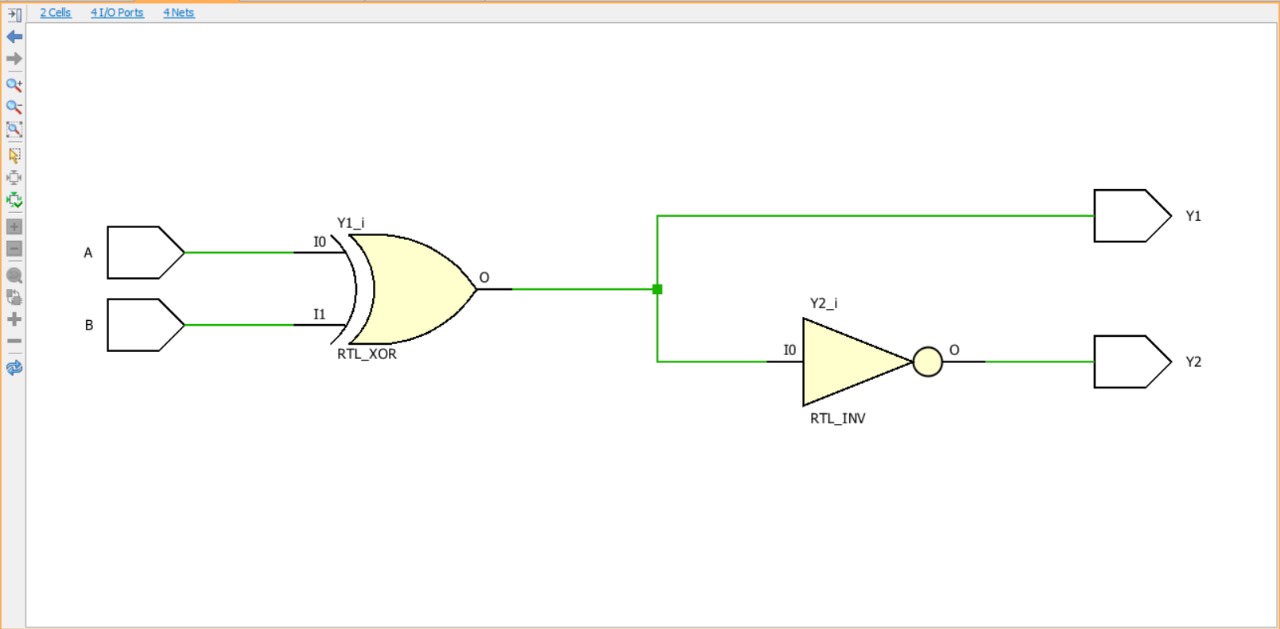 2 Cells 4 I/O Ports 4 Nets
Y1_i
A
I0
B
I1
O
RTL_XOR
Y1
Y2_i
I0
O
Y2
RTL_INV